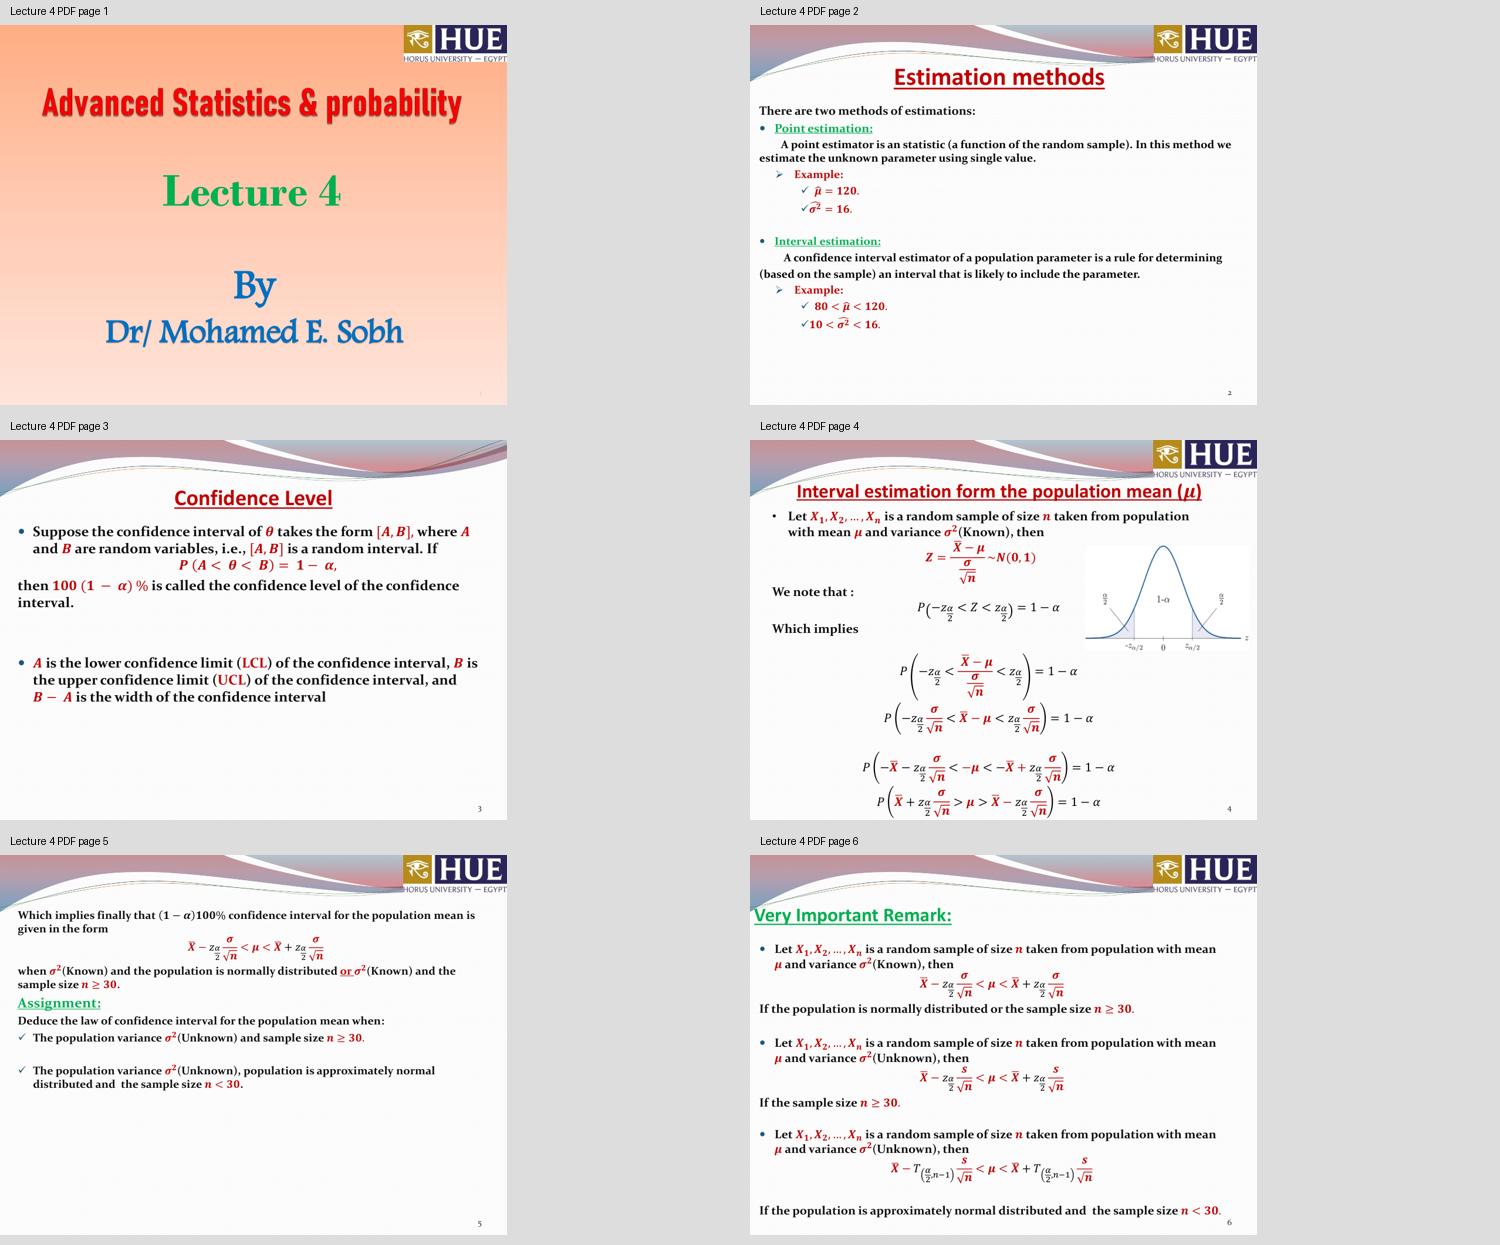 Lecture 4 PDF page 1
HUE
HORUS UNIVERSITY – EGYPT
Advanced Statistics & probability
Lecture 4
By
Dr/ Mohamed E. Sobh
1
Lecture 4 PDF page 2
HUE
HORUS UNIVERSITY – EGYPT
Estimation methods
There are two methods of estimations:
• Point estimation:
A point estimator is an statistic (a function of the random sample). In this method we
estimate the unknown parameter using single value.
➢ Example:
✓ μ̂ = 120.
✓ σ̂² = 16.
• Interval estimation:
A confidence interval estimator of a population parameter is a rule for determining
(based on the sample) an interval that is likely to include the parameter.
➢ Example:
✓ 80 < μ̂ < 120.
✓ 10 < σ̂² < 16.
2
Lecture 4 PDF page 3
Confidence Level
• Suppose the confidence interval of θ takes the form [A, B], where A
and B are random variables, i.e., [A, B] is a random interval. If
P (A < θ < B) = 1 − α,
then 100 (1 − α) % is called the confidence level of the confidence
interval.
• A is the lower confidence limit (LCL) of the confidence interval, B is
the upper confidence limit (UCL) of the confidence interval, and
B − A is the width of the confidence interval
3
Lecture 4 PDF page 4
HUE
HORUS UNIVERSITY – EGYPT
Interval estimation form the population mean (μ)
• Let X₁, X₂, …, Xₙ is a random sample of size n taken from population
with mean μ and variance σ²(Known), then
Z = (X̄ − μ)/(σ/√n) ~N(0, 1)
We note that :
P(−z_{α/2} < Z < z_{α/2}) = 1 − α
Which implies
α/2 1-α α/2
-z_{α/2} 0 z_{α/2} z
P(−z_{α/2} < (X̄ − μ)/(σ/√n) < z_{α/2}) = 1 − α
P(−z_{α/2} σ/√n < X̄ − μ < z_{α/2} σ/√n) = 1 − α
P(−X̄ − z_{α/2} σ/√n < −μ < −X̄ + z_{α/2} σ/√n) = 1 − α
P(X̄ + z_{α/2} σ/√n > μ > X̄ − z_{α/2} σ/√n) = 1 − α
4
Lecture 4 PDF page 5
HUE
HORUS UNIVERSITY – EGYPT
Which implies finally that (1 − α)100% confidence interval for the population mean is
given in the form
X̄ − z_{α/2} σ/√n < μ < X̄ + z_{α/2} σ/√n
when σ²(Known) and the population is normally distributed or σ²(Known) and the
sample size n ≥ 30.
Assignment:
Deduce the law of confidence interval for the population mean when:
✓ The population variance σ²(Unknown) and sample size n ≥ 30.
✓ The population variance σ²(Unknown), population is approximately normal
distributed and the sample size n < 30.
5
Lecture 4 PDF page 6
HUE
HORUS UNIVERSITY – EGYPT
Very Important Remark:
• Let X₁, X₂, …, Xₙ is a random sample of size n taken from population with mean
μ and variance σ²(Known), then
X̄ − z_{α/2} σ/√n < μ < X̄ + z_{α/2} σ/√n
If the population is normally distributed or the sample size n ≥ 30.
• Let X₁, X₂, …, Xₙ is a random sample of size n taken from population with mean
μ and variance σ²(Unknown), then
X̄ − z_{α/2} s/√n < μ < X̄ + z_{α/2} s/√n
If the sample size n ≥ 30.
• Let X₁, X₂, …, Xₙ is a random sample of size n taken from population with mean
μ and variance σ²(Unknown), then
X̄ − T_{(α/2,n−1)} s/√n < μ < X̄ + T_{(α/2,n−1)} s/√n
If the population is approximately normal distributed and the sample size n < 30.
6